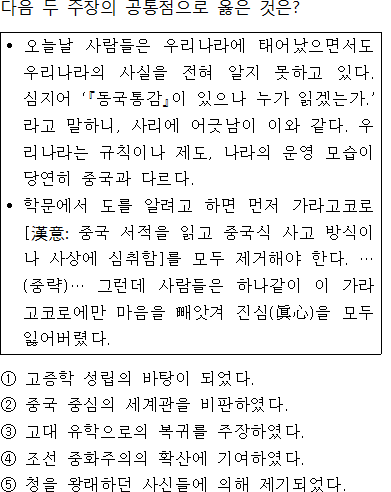 다음 두 주장의 공통점으로 옳은 것은?
• 오늘날 사람들은 우리나라에 태어났으면서도
우리나라의 사실을 전혀 알지 못하고 있다.
심지어 ‘『동국통감』이 있으나 누가 읽겠는가.’
라고 말하니, 사리에 어긋남이 이와 같다. 우
리나라는 규칙이나 제도, 나라의 운영 모습이
당연히 중국과 다르다.
• 학문에서 도를 알려고 하면 먼저 가라고코로
[漢意: 중국 서적을 읽고 중국식 사고 방식이
나 사상에 심취함]를 모두 제거해야 한다. …
(중략)… 그런데 사람들은 하나같이 이 가라
고코로에만 마음을 빼앗겨 진심(眞心)을 모두
잃어버렸다.
① 고증학 성립의 바탕이 되었다.
② 중국 중심의 세계관을 비판하였다.
③ 고대 유학으로의 복귀를 주장하였다.
④ 조선 중화주의의 확산에 기여하였다.
⑤ 청을 왕래하던 사신들에 의해 제기되었다.